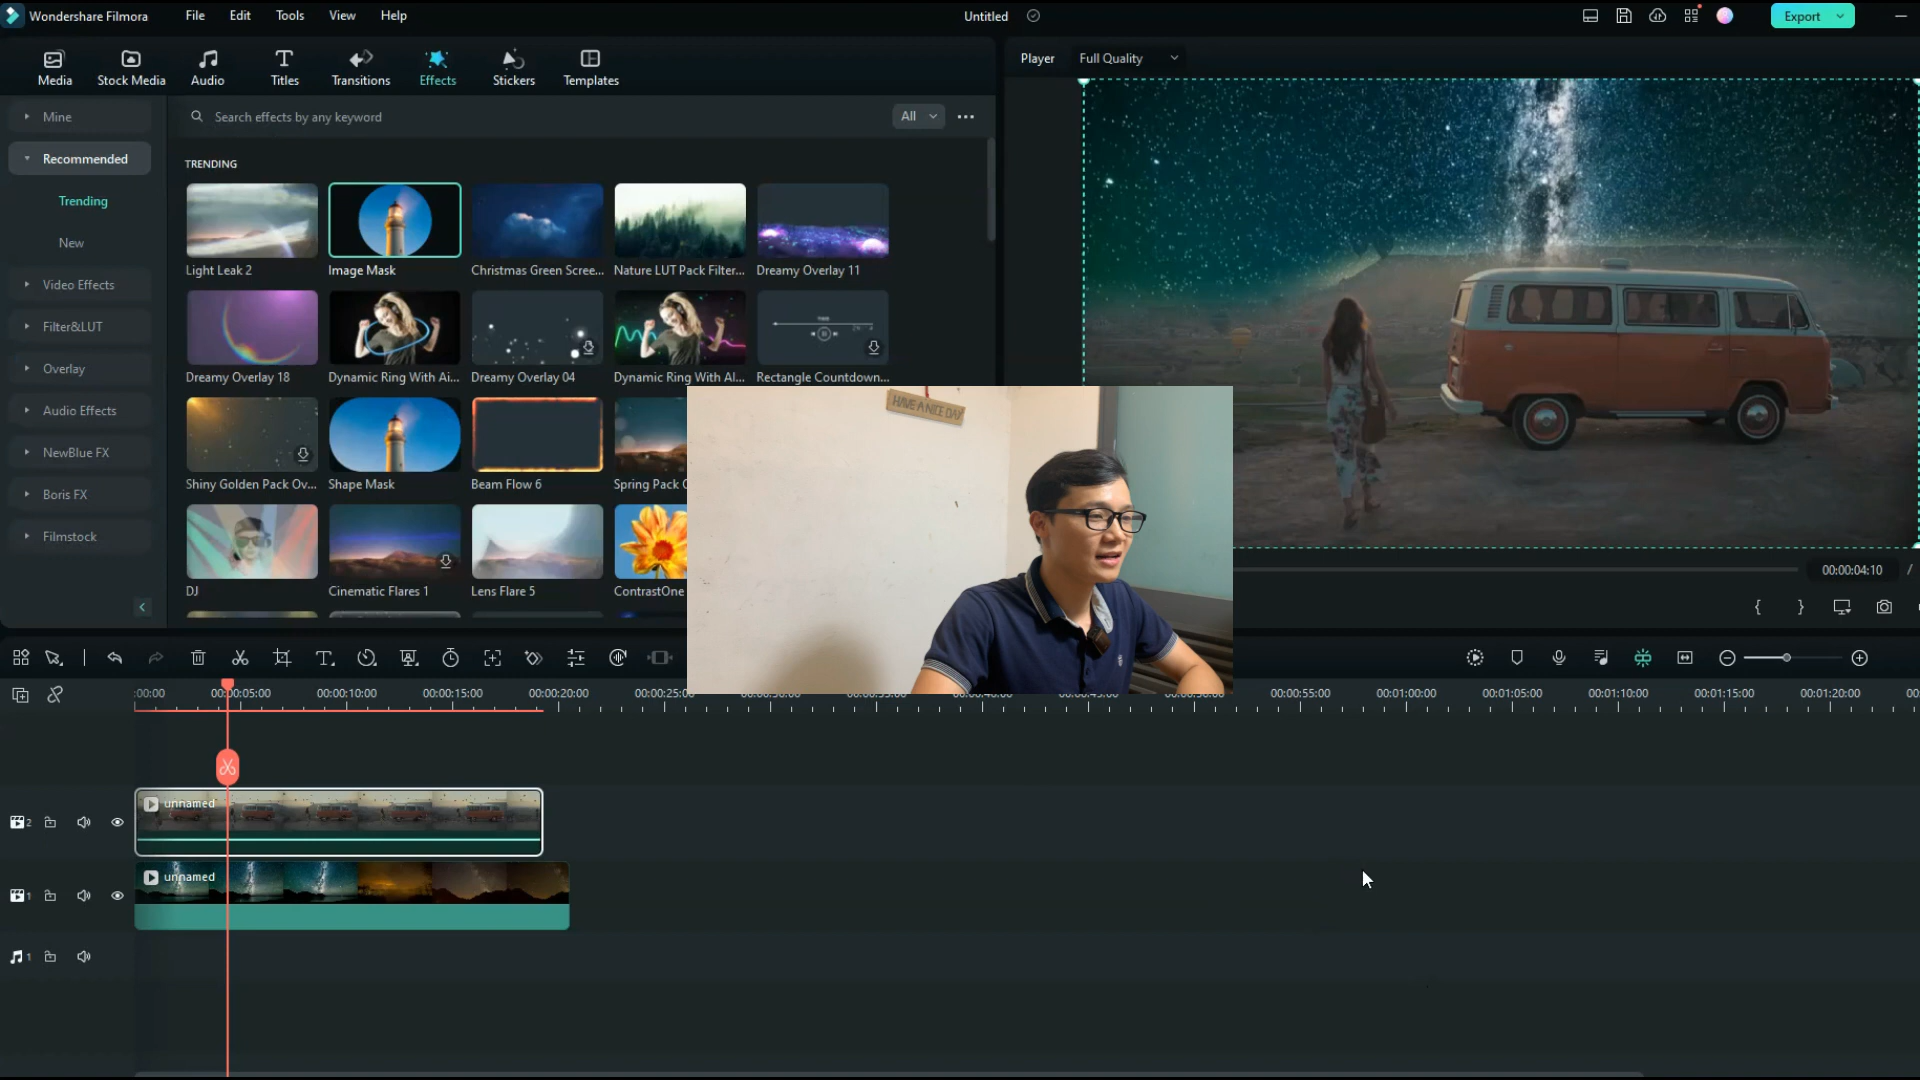 Wondershare Filmora
File
Edit
Tools
View
Help
Untitled
Export
Media
Stock Media
Audio
Titles
Transitions
Effects
Stickers
Templates
Player
Full Quality
Mine
Recommended
Trending
New
Video Effects
Filter&LUT
Overlay
Audio Effects
NewBlue FX
Boris FX
Filmstock
Search effects by any keyword
All
TRENDING
Light Leak 2
Image Mask
Christmas Green Scree...
Nature LUT Pack Filter...
Dreamy Overlay 11
Dreamy Overlay 18
Dynamic Ring With Ai...
Dreamy Overlay 04
Dynamic Ring With AI...
Rectangle Countdown...
Shiny Golden Pack Ov...
Shape Mask
Beam Flow 6
Spring Pack
DJ
Cinematic Flares 1
Lens Flare 5
ContrastOne
HAVE A NICE DAY
00:00:04:10 /
:00:00
00:00:05:00
00:00:10:00
00:00:15:00
00:00:20:00
00:00:25:00
00:00:55:00
00:01:00:00
00:01:05:00
00:01:10:00
00:01:15:00
00:01:20:00
00:
2
unnamed
1
unnamed
1